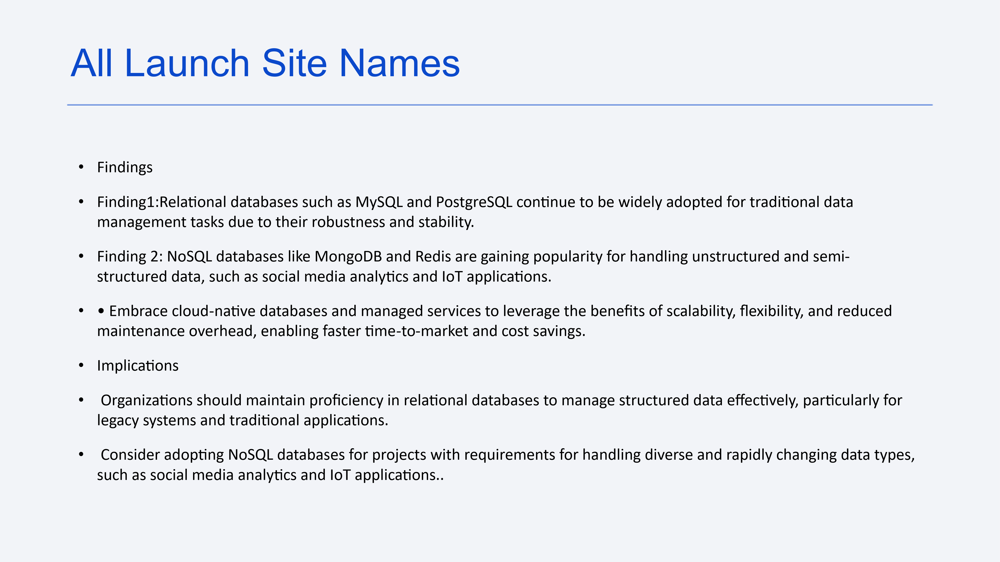 All Launch Site Names
• Findings
• Finding1:Relational databases such as MySQL and PostgreSQL continue to be widely adopted for traditional data
management tasks due to their robustness and stability.
• Finding 2: NoSQL databases like MongoDB and Redis are gaining popularity for handling unstructured and semi-
structured data, such as social media analytics and IoT applications.
• • Embrace cloud-native databases and managed services to leverage the benefits of scalability, flexibility, and reduced
maintenance overhead, enabling faster time-to-market and cost savings.
• Implications
• Organizations should maintain proficiency in relational databases to manage structured data effectively, particularly for
legacy systems and traditional applications.
• Consider adopting NoSQL databases for projects with requirements for handling diverse and rapidly changing data types,
such as social media analytics and IoT applications..